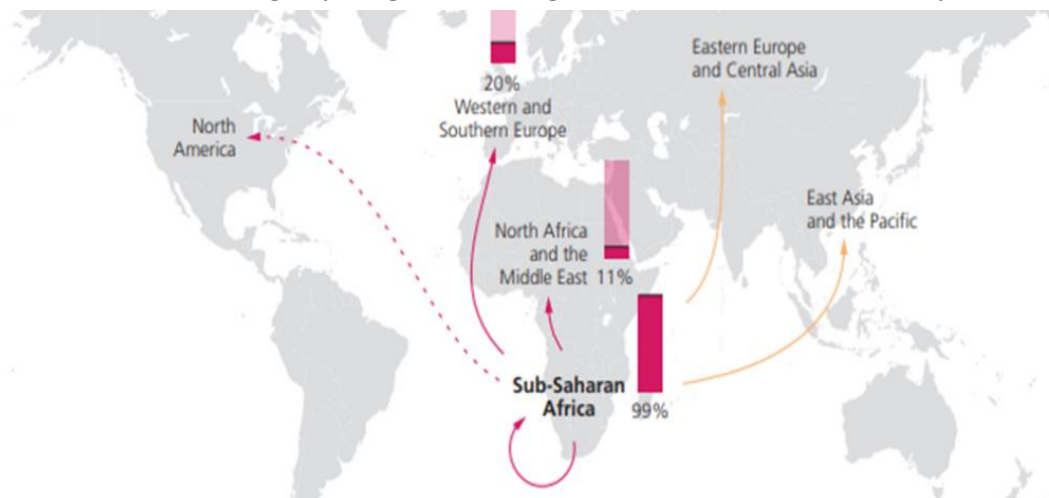 20%
Western and
Southern Europe
Eastern Europe
and Central Asia
North
America
East Asia
and the Pacific
North Africa
and the
Middle East 11%
Sub-Saharan
Africa
99%